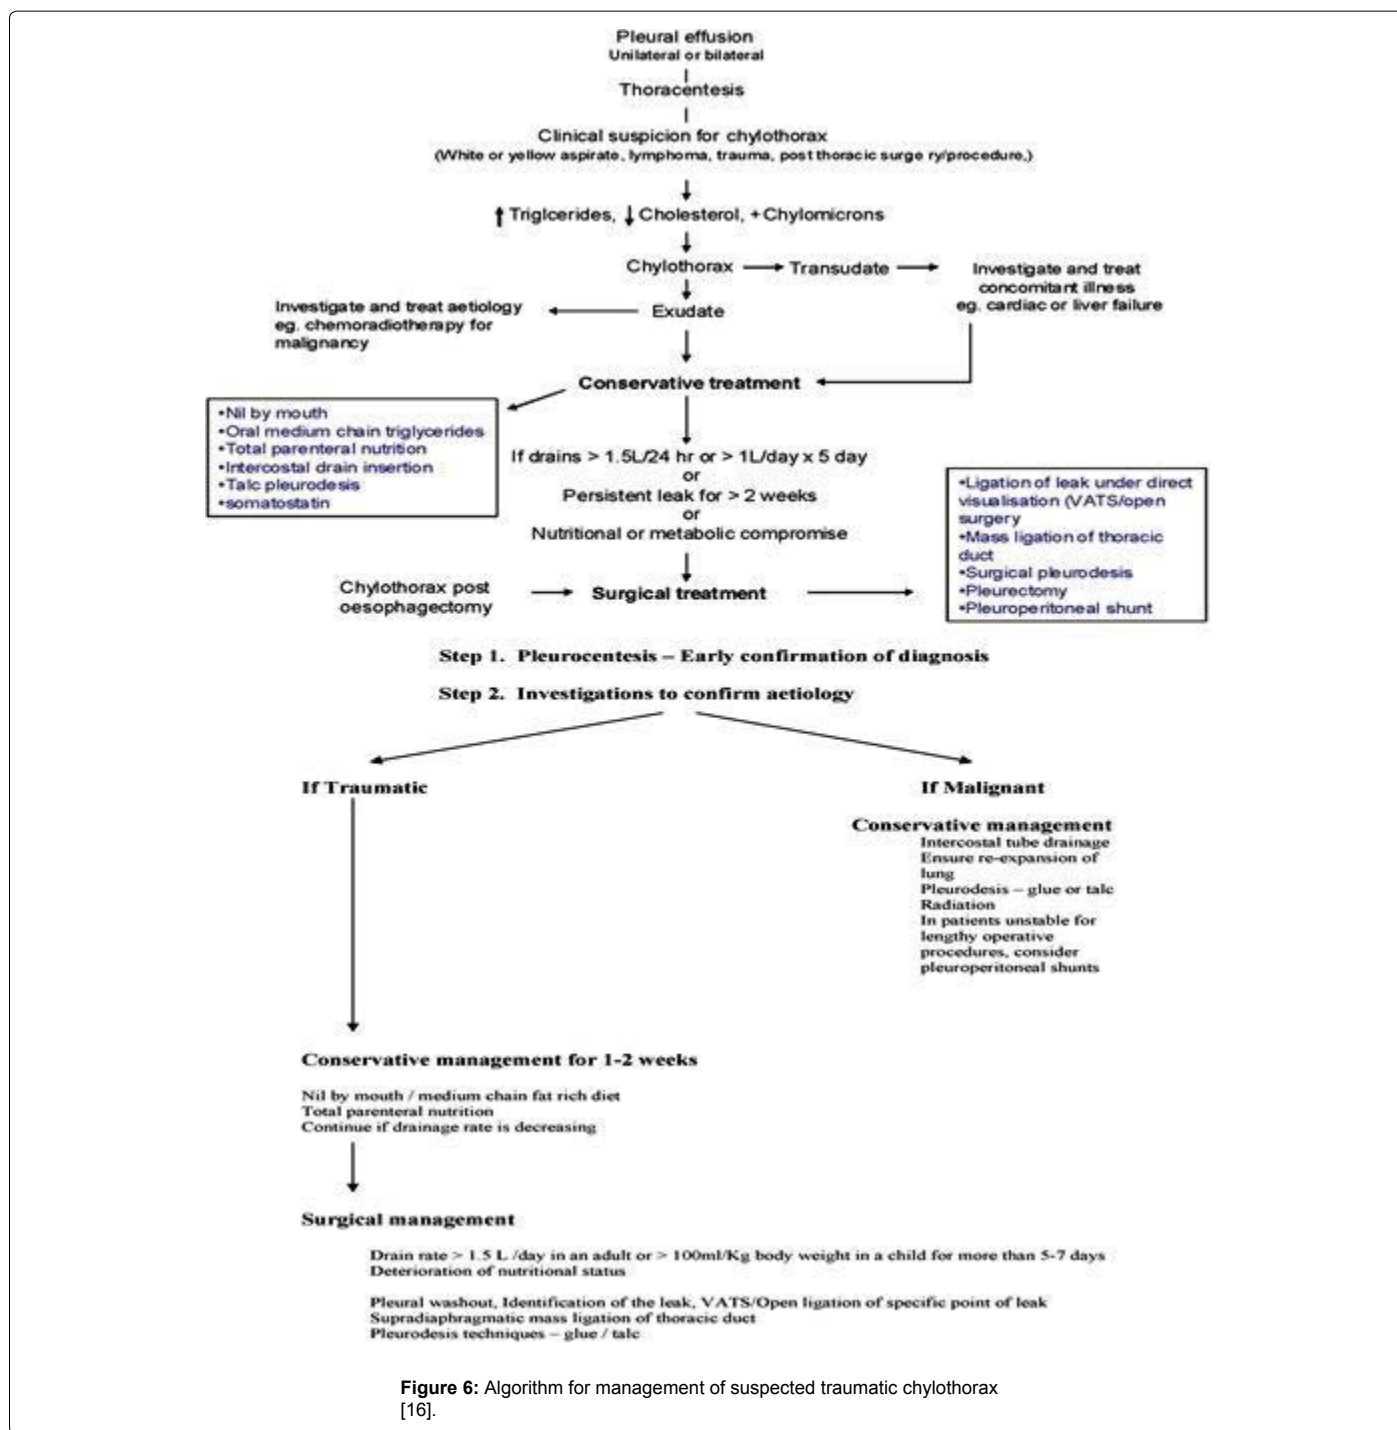 Pleural effusion
Unilateral or bilateral
Thoracentesis
Clinical suspicion for chylothorax
(White or yellow aspirate, lymphoma, trauma, post thoracic surge ry/procedure,)
↑ Triglcerides, ↓ Cholesterol, + Chylomicrons
Chylothorax
Transudate
Investigate and treat
concomitant illness
eg. cardiac or liver failure
Investigate and treat aetiology
eg. chemoradiotherapy for
malignancy
Exudate
Conservative treatment
•Nil by mouth
•Oral medium chain triglycerides
•Total parenteral nutrition
•Intercostal drain insertion
•Talc pleurodesis
•somatostatin
If drains > 1.5L/24 hr or > 1L/day x 5 day
or
Persistent leak for > 2 weeks
or
Nutritional or metabolic compromise
•Ligation of leak under direct
visualisation (VATS/open
surgery
•Mass ligation of thoracic
duct
•Surgical pleurodesis
•Pleurectomy
•Pleuroperitoneal shunt
Chylothorax post
oesophagectomy
Surgical treatment
Step 1. Pleurocentesis – Early confirmation of diagnosis
Step 2. Investigations to confirm aetiology
If Traumatic
If Malignant
Conservative management
Intercostal tube drainage
Ensure re-expansion of
lung
Pleurodesis – glue or talc
Radiation
In patients unstable for
lengthy operative
procedures, consider
pleuroperitoneal shunts
Conservative management for 1-2 weeks
Nil by mouth / medium chain fat rich diet
Total parenteral nutrition
Continue if drainage rate is decreasing
Surgical management
Drain rate > 1.5 L /day in an adult or > 100ml/Kg body weight in a child for more than 5-7 days
Deterioration of nutritional status
Pleural washout, Identification of the leak, VATS/Open ligation of specific point of leak
Supradiaphragmatic mass ligation of thoracic duct
Pleurodesis techniques – glue / talc
Figure 6: Algorithm for management of suspected traumatic chylothorax
[16].